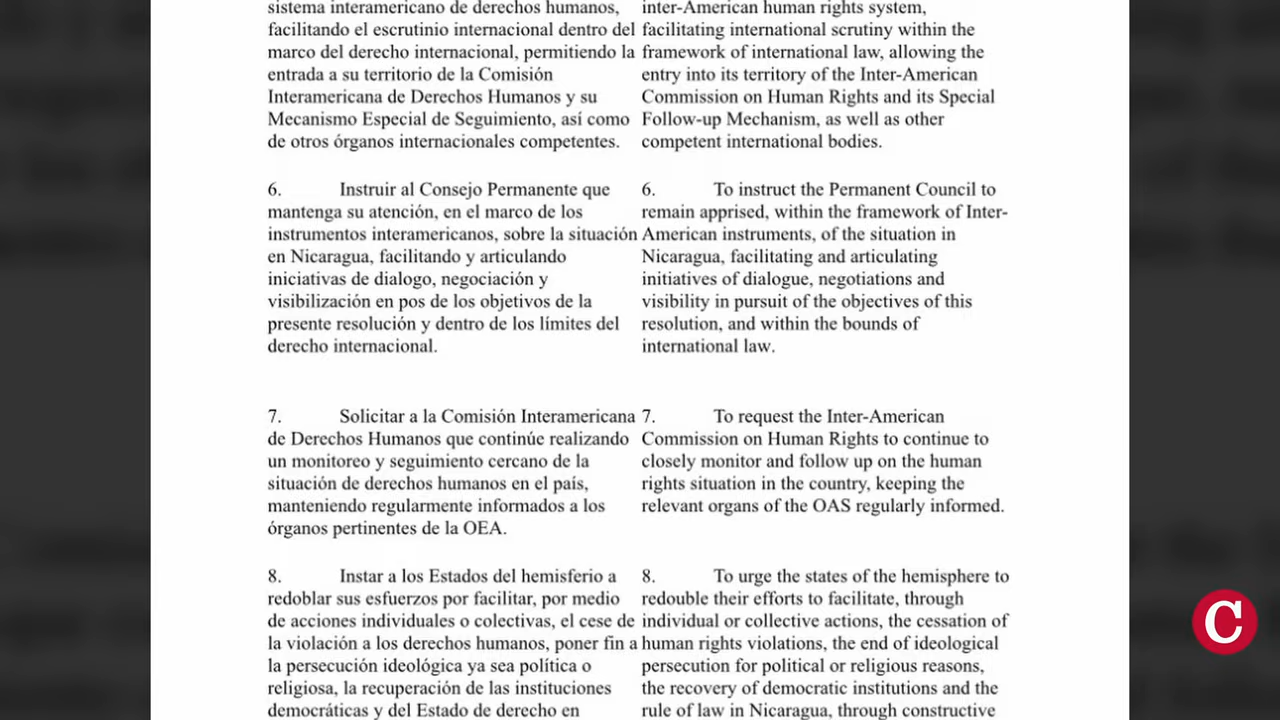 sistema interamericano de derechos humanos,
facilitando el escrutinio internacional dentro del
marco del derecho internacional, permitiendo la
entrada a su territorio de la Comisión
Interamericana de Derechos Humanos y su
Mecanismo Especial de Seguimiento, así como
de otros órganos internacionales competentes.
6. Instruir al Consejo Permanente que
mantenga su atención, en el marco de los
instrumentos interamericanos, sobre la situación
en Nicaragua, facilitando y articulando
iniciativas de dialogo, negociación y
visibilización en pos de los objetivos de la
presente resolución y dentro de los límites del
derecho internacional.
7. Solicitar a la Comisión Interamericana
de Derechos Humanos que continúe realizando
un monitoreo y seguimiento cercano de la
situación de derechos humanos en el país,
manteniendo regularmente informados a los
órganos pertinentes de la OEA.
8. Instar a los Estados del hemisferio a
redoblar sus esfuerzos por facilitar, por medio
de acciones individuales o colectivas, el cese de
la violación a los derechos humanos, poner fin a
la persecución ideológica ya sea política o
religiosa, la recuperación de las instituciones
democráticas y del Estado de derecho en
inter-American human rights system,
facilitating international scrutiny within the
framework of international law, allowing the
entry into its territory of the Inter-American
Commission on Human Rights and its Special
Follow-up Mechanism, as well as other
competent international bodies.
6. To instruct the Permanent Council to
remain apprised, within the framework of Inter-
American instruments, of the situation in
Nicaragua, facilitating and articulating
initiatives of dialogue, negotiations and
visibility in pursuit of the objectives of this
resolution, and within the bounds of
international law.
7. To request the Inter-American
Commission on Human Rights to continue to
closely monitor and follow up on the human
rights situation in the country, keeping the
relevant organs of the OAS regularly informed.
8. To urge the states of the hemisphere to
redouble their efforts to facilitate, through
individual or collective actions, the cessation of
human rights violations, the end of ideological
persecution for political or religious reasons,
the recovery of democratic institutions and the
rule of law in Nicaragua, through constructive
C